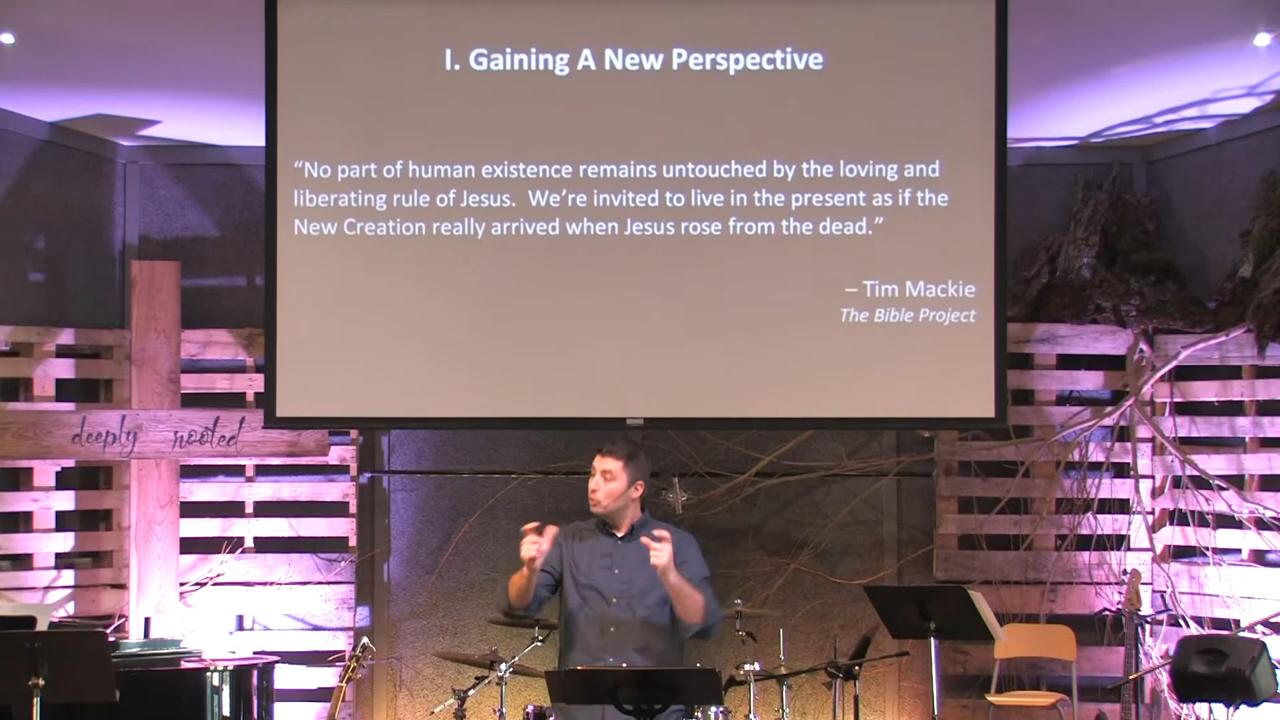 I. Gaining A New Perspective
“No part of human existence remains untouched by the loving and
liberating rule of Jesus.  We’re invited to live in the present as if the
New Creation really arrived when Jesus rose from the dead.”
– Tim Mackie
The Bible Project
deeply rooted